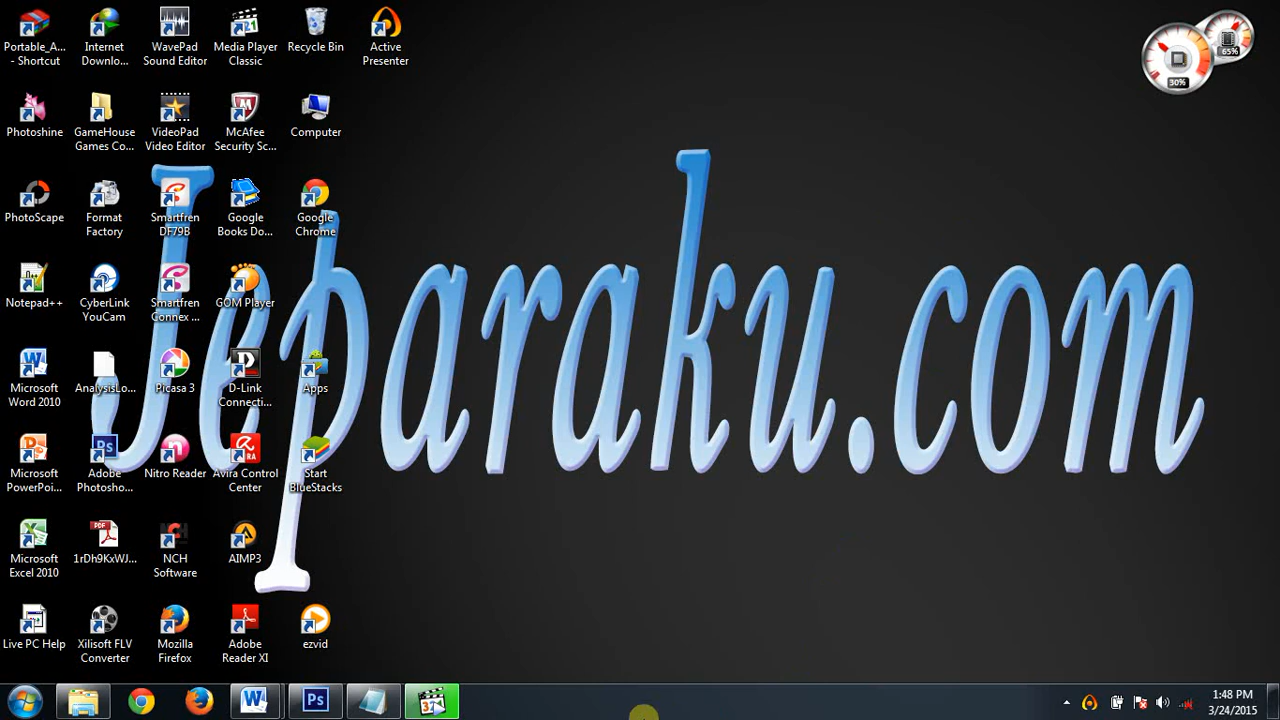 Portable_A...
- Shortcut
Internet
Downlo...
WavePad
Sound Editor
Media Player
Classic
Recycle Bin
Active
Presenter
65%
30%
Photoshine
GameHouse
Games Co...
VideoPad
Video Editor
McAfee
Security Sc...
Computer
PhotoScape
Format
Factory
Smartfren
DF79B
Google
Books Do...
Google
Chrome
Notepad++
CyberLink
YouCam
Smartfren
Connex ...
GOM Player
Jeparaku.com
Microsoft
Word 2010
AnalysisLo...
Picasa 3
D-Link
Connecti...
Apps
Microsoft
PowerPoi...
Adobe
Photosho...
Nitro Reader
Avira Control
Center
Start
BlueStacks
Microsoft
Excel 2010
1rDh9KxWJ...
NCH
Software
AIMP3
Live PC Help
Xilisoft FLV
Converter
Mozilla
Firefox
Adobe
Reader XI
ezvid
1:48 PM
3/24/2015